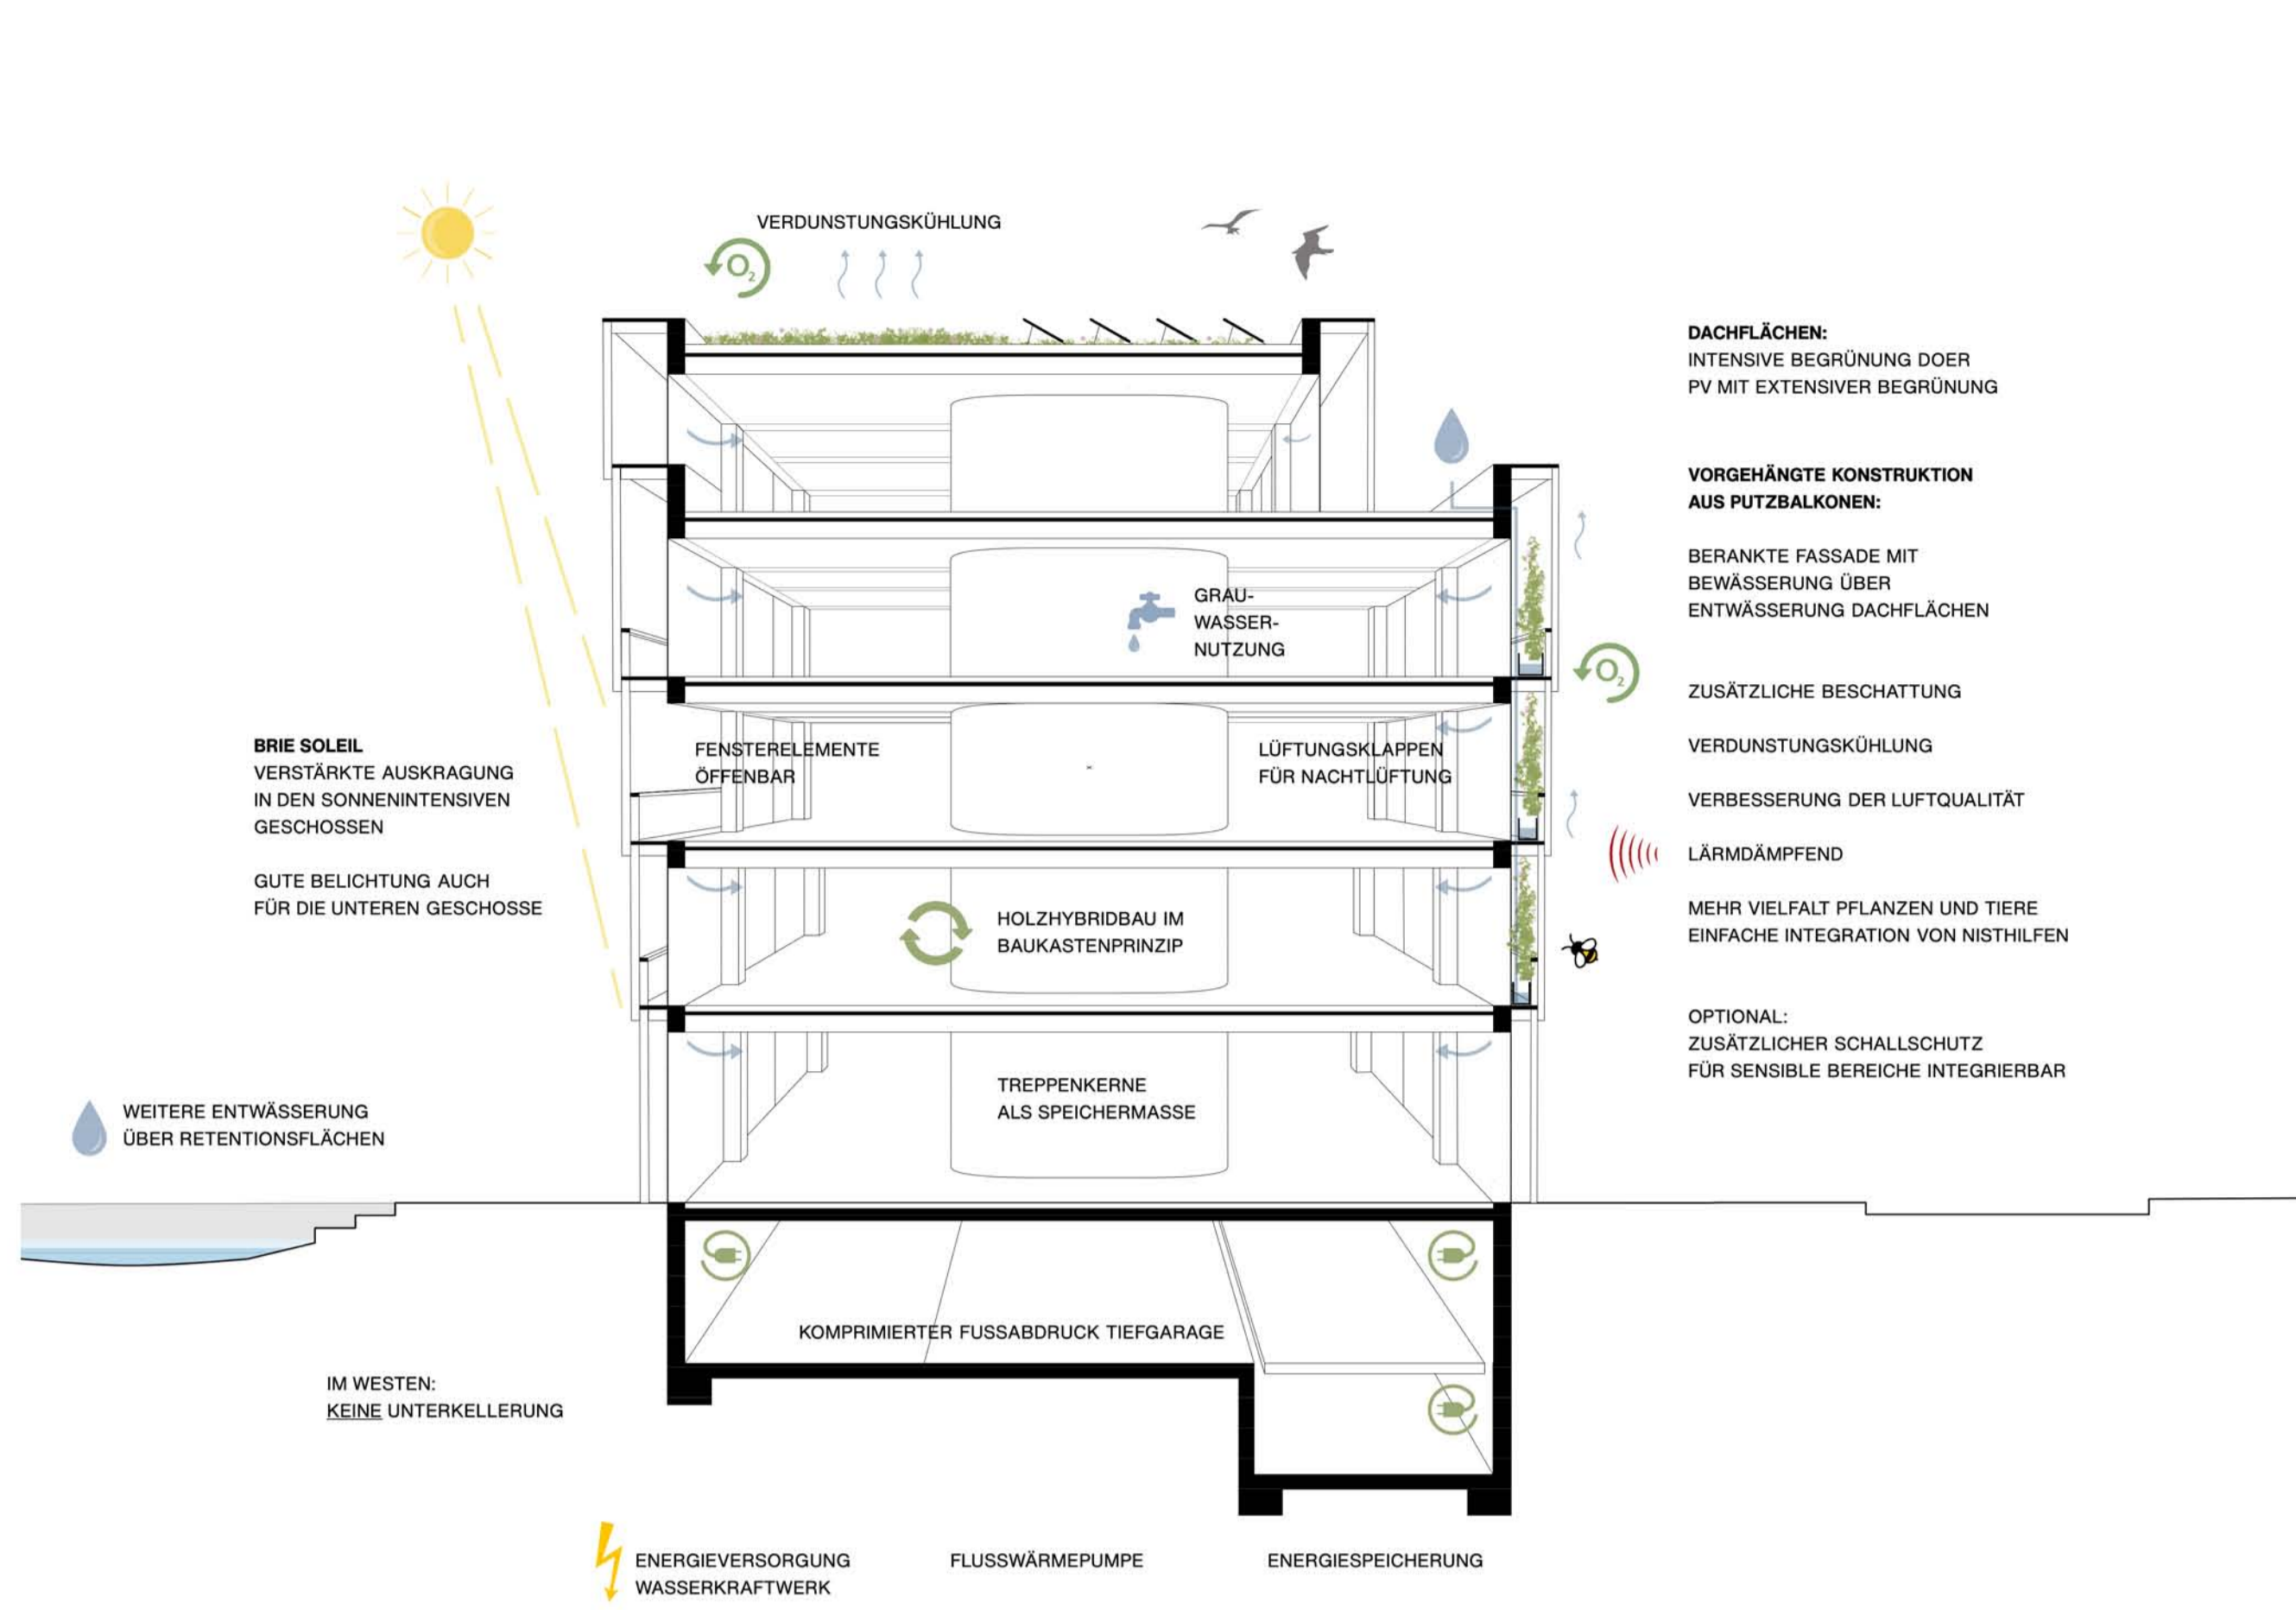 VERDUNSTUNGSKÜHLUNG
O2
DACHFLÄCHEN:
INTENSIVE BEGRÜNUNG DOER
PV MIT EXTENSIVER BEGRÜNUNG
VORGEHÄNGTE KONSTRUKTION
AUS PUTZBALKONEN:
BERANKTE FASSADE MIT
BEWÄSSERUNG ÜBER
ENTWÄSSERUNG DACHFLÄCHEN
GRAU-
WASSER-
NUTZUNG
O2
ZUSÄTZLICHE BESCHATTUNG
VERDUNSTUNGSKÜHLUNG
VERBESSERUNG DER LUFTQUALITÄT
LÄRMDÄMPFEND
MEHR VIELFALT PFLANZEN UND TIERE
EINFACHE INTEGRATION VON NISTHILFEN
OPTIONAL:
ZUSÄTZLICHER SCHALLSCHUTZ
FÜR SENSIBLE BEREICHE INTEGRIERBAR
BRIE SOLEIL
VERSTÄRKTE AUSKRAGUNG
IN DEN SONNENINTENSIVEN
GESCHOSSEN
GUTE BELICHTUNG AUCH
FÜR DIE UNTEREN GESCHOSSE
FENSTERELEMENTE
ÖFFENBAR
LÜFTUNGSKLAPPEN
FÜR NACHTLÜFTUNG
HOLZHYBRIDBAU IM
BAUKASTENPRINZIP
TREPPENKERNE
ALS SPEICHERMASSE
WEITERE ENTWÄSSERUNG
ÜBER RETENTIONSFLÄCHEN
KOMPRIMIERTER FUSSABDRUCK TIEFGARAGE
IM WESTEN:
KEINE UNTERKELLERUNG
ENERGIEVERSORGUNG
WASSERKRAFTWERK
FLUSSWÄRMEPUMPE
ENERGIESPEICHERUNG